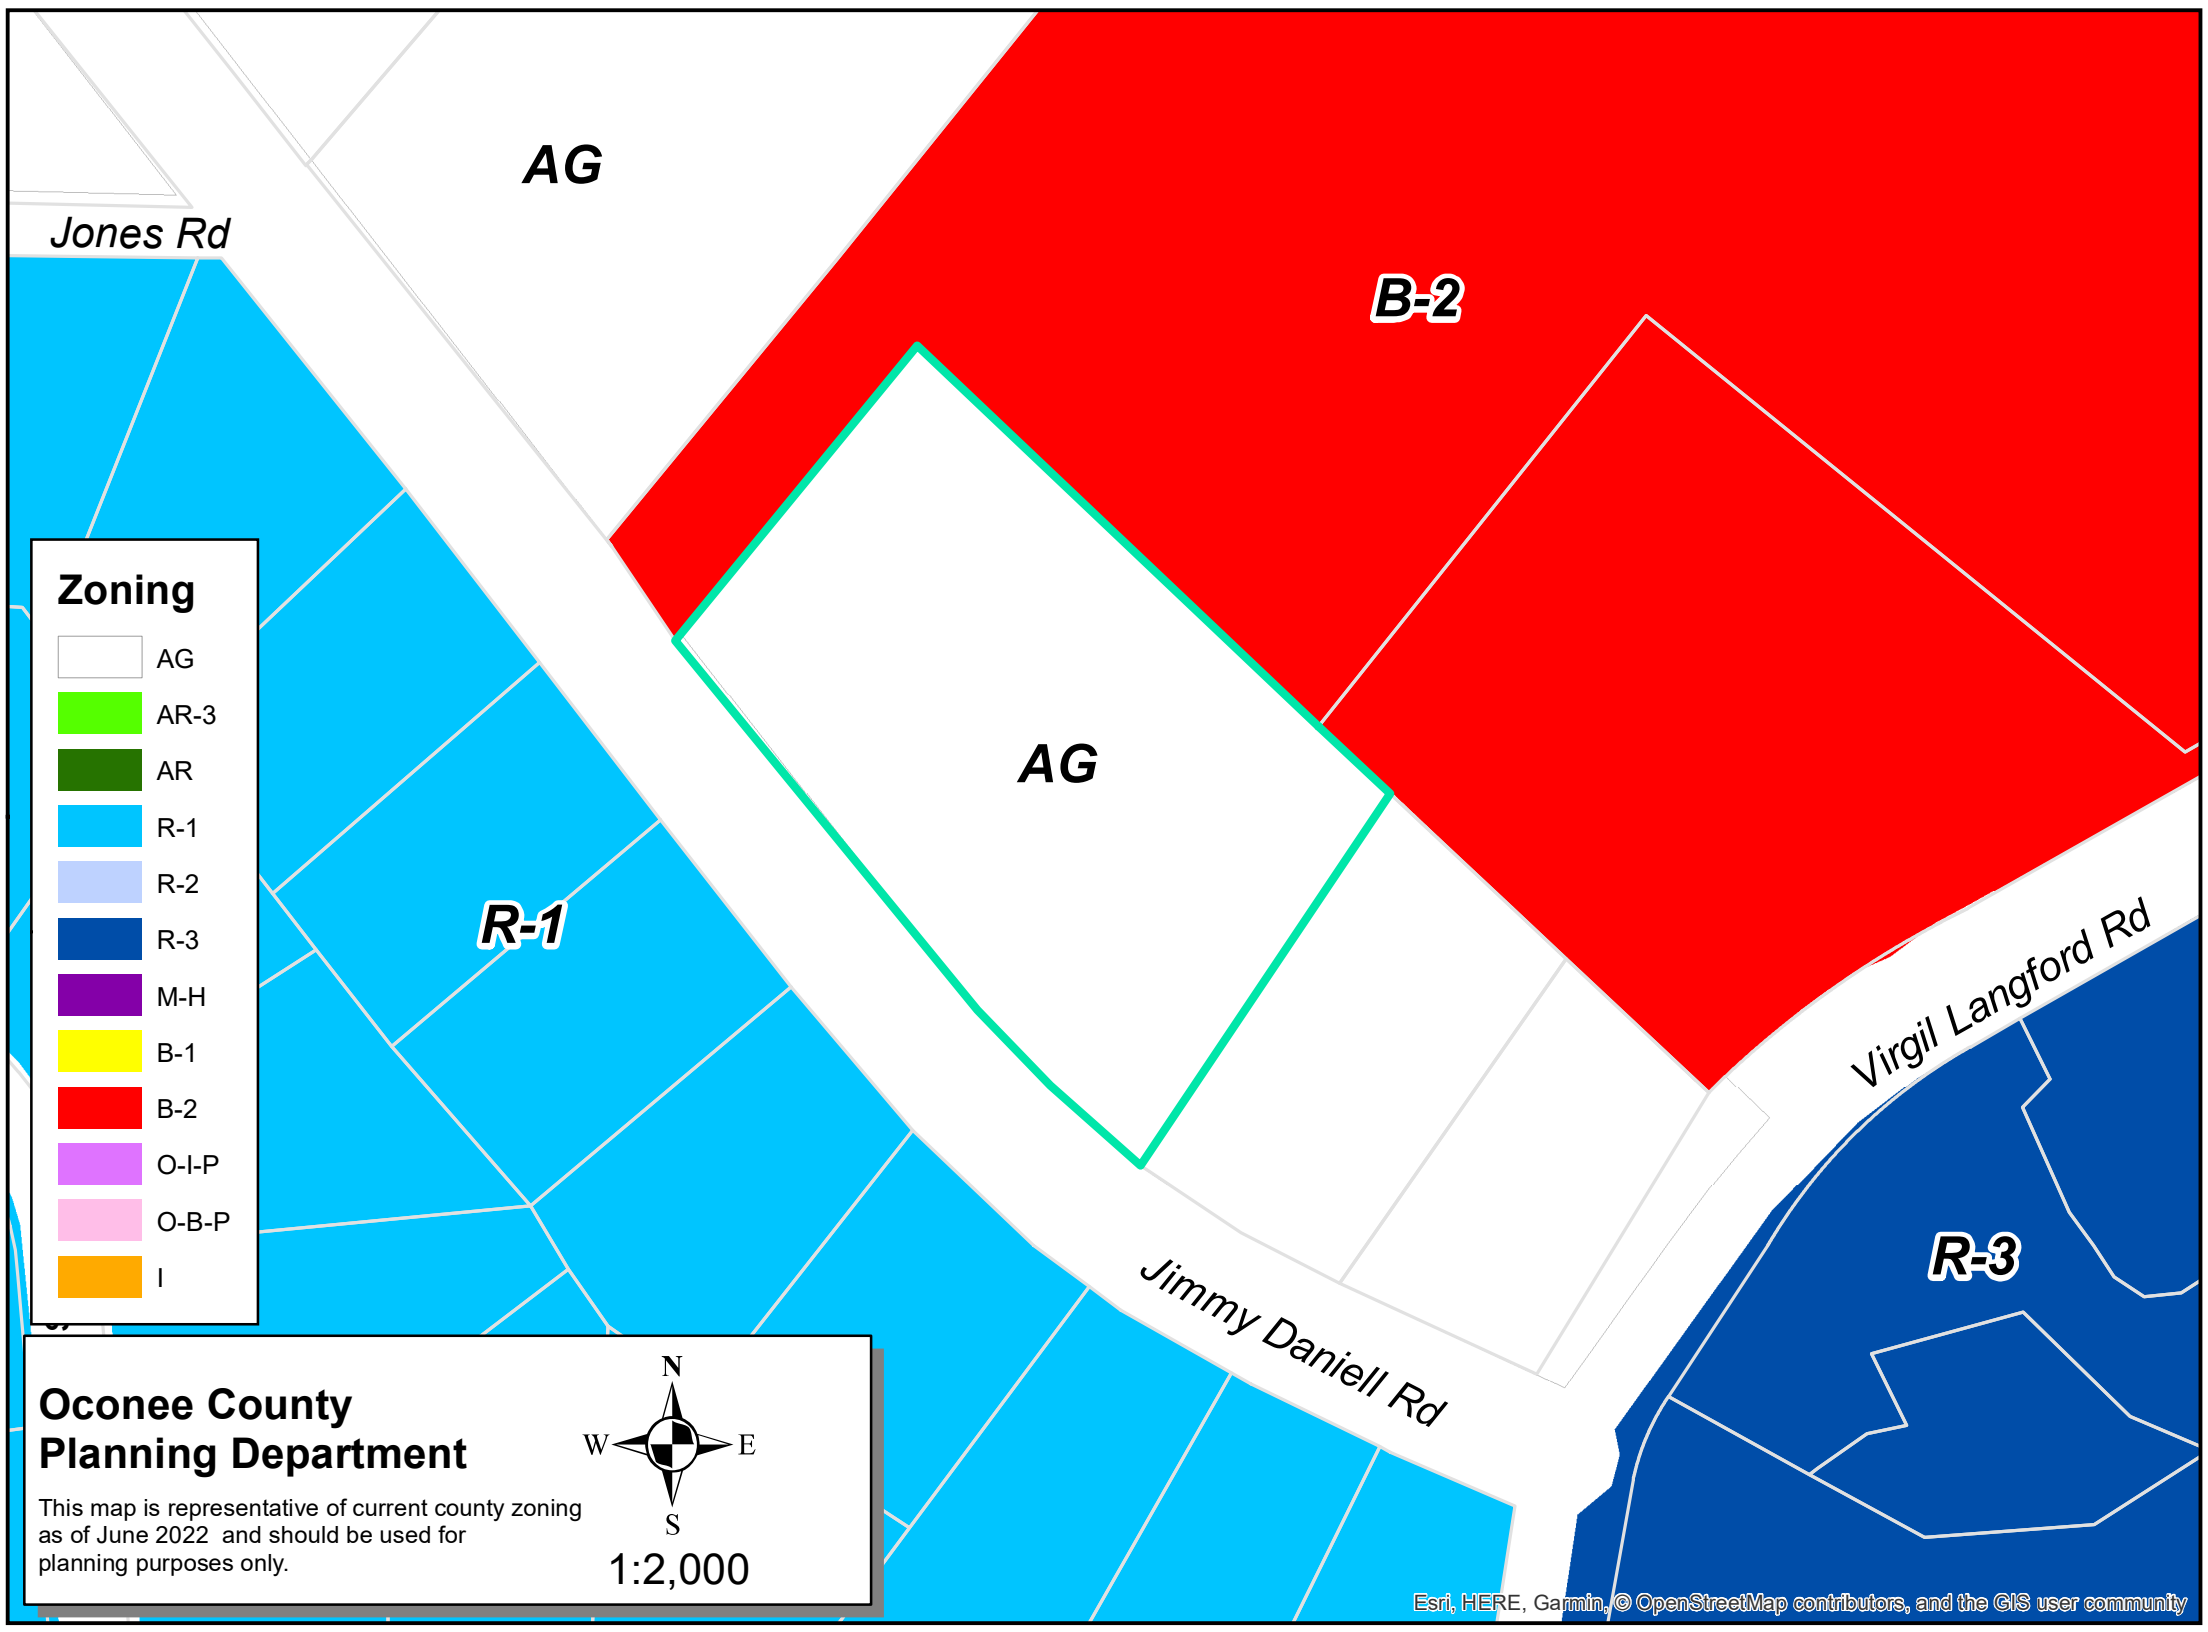 AG
Jones Rd
B-2
Zoning
AG
AR-3
AR
R-1
R-2
R-3
M-H
B-1
B-2
O-I-P
O-B-P
I
AG
R-1
Virgil Langford Rd
R-3
Jimmy Daniell Rd
Oconee County
Planning Department
This map is representative of current county zoning
as of June 2022 and should be used for
planning purposes only.
N
W E
S
1:2,000
Esri, HERE, Garmin, © OpenStreetMap contributors, and the GIS user community